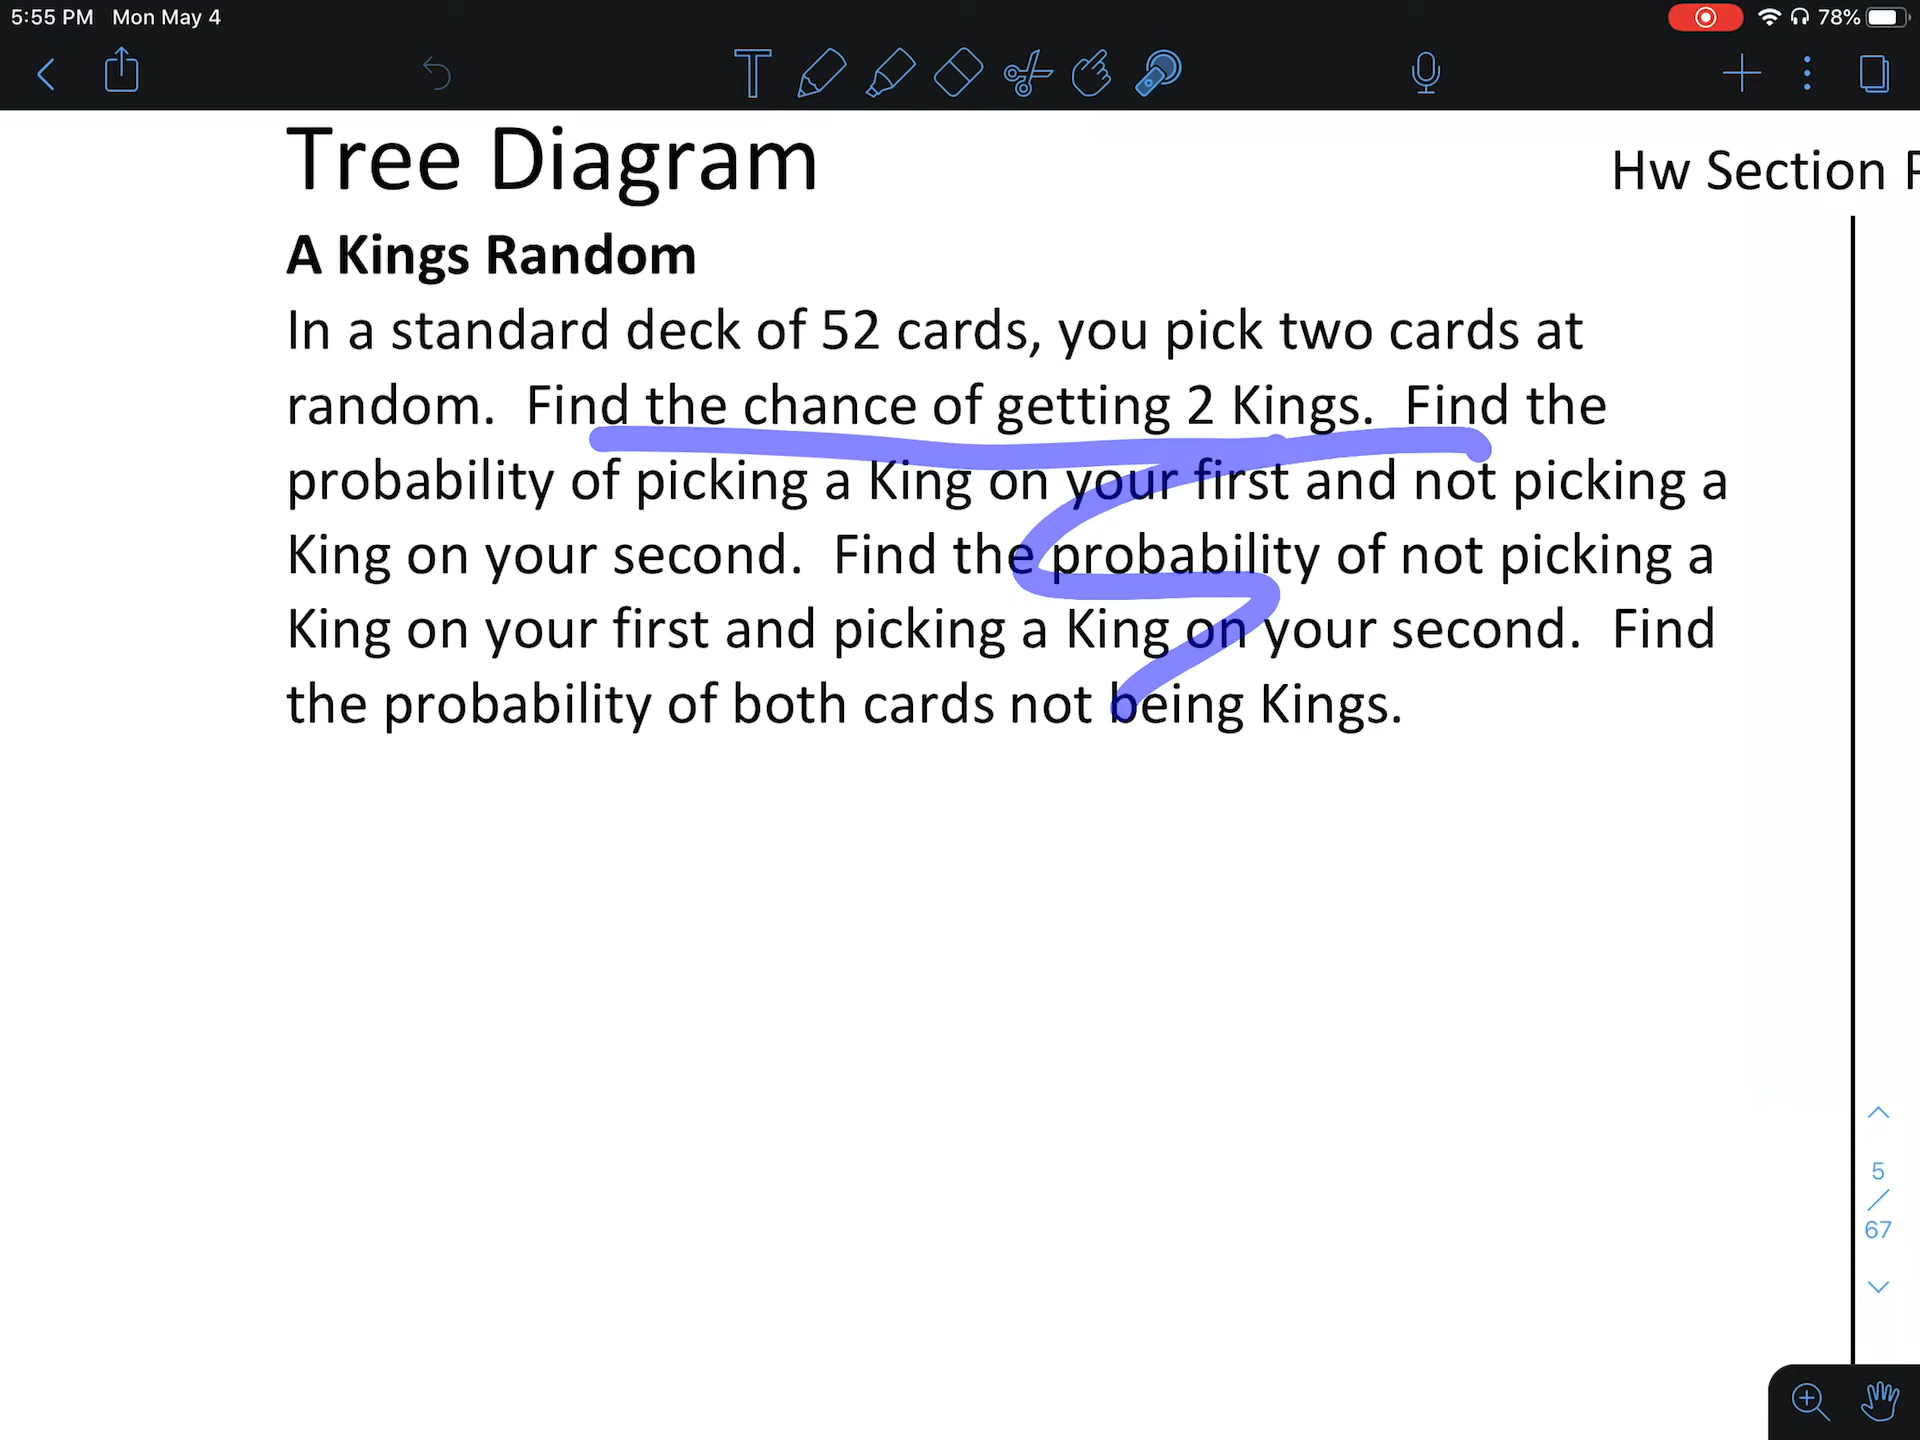 5:55 PM Mon May 4
78%
Tree Diagram
Hw Section
A Kings Random
In a standard deck of 52 cards, you pick two cards at
random. Find the chance of getting 2 Kings. Find the
probability of picking a King on your first and not picking a
King on your second. Find the probability of not picking a
King on your first and picking a King on your second. Find
the probability of both cards not being Kings.
5
/
67